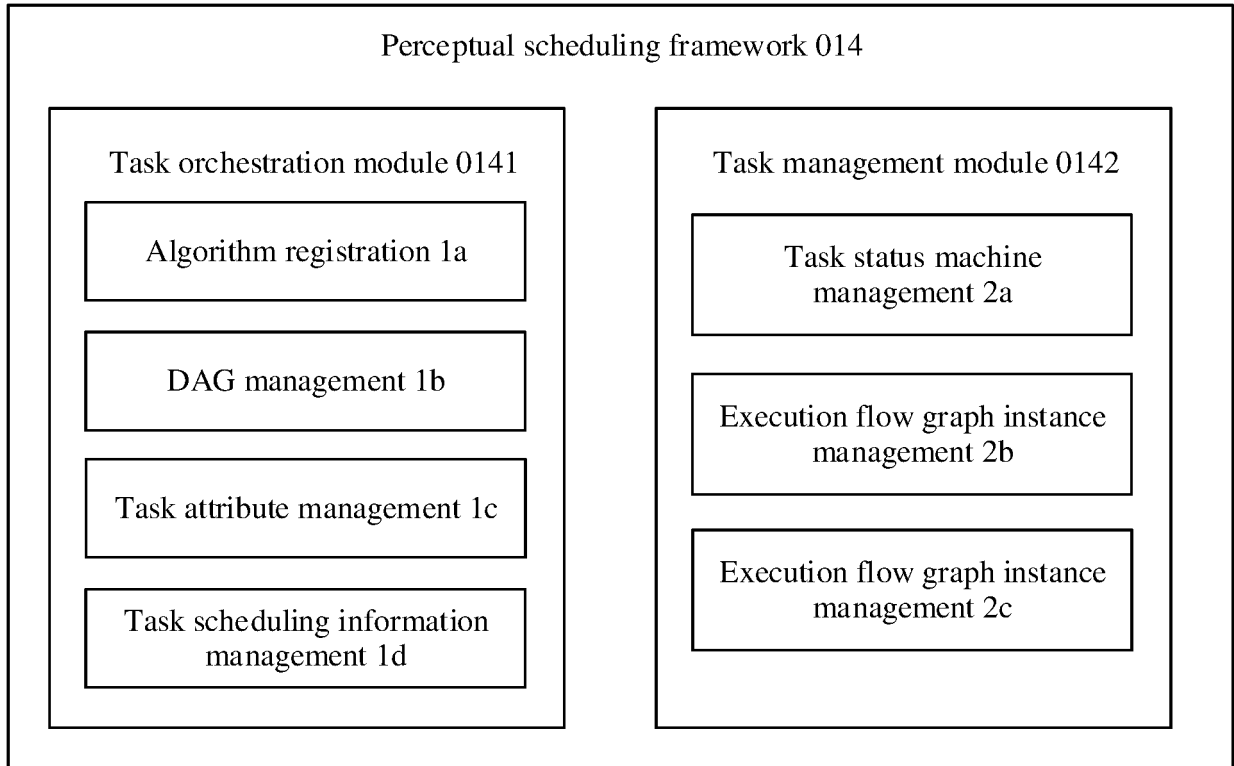 Perceptual scheduling framework 014
Task orchestration module 0141
Algorithm registration 1a
DAG management 1b
Task attribute management 1c
Task scheduling information
management 1d
Task management module 0142
Task status machine
management 2a
Execution flow graph instance
management 2b
Execution flow graph instance
management 2c